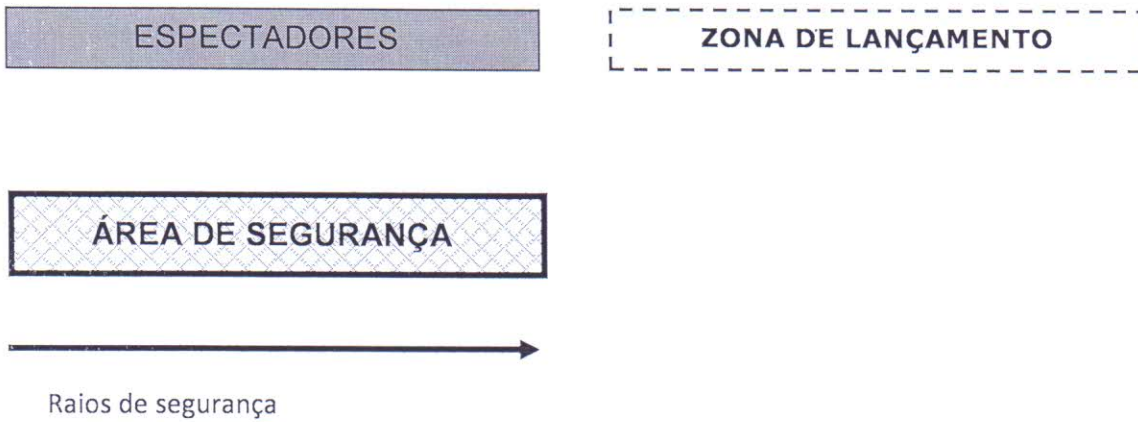 ESPECTADORES
ZONA DE LANÇAMENTO
ÁREA DE SEGURANÇA
Raios de segurança